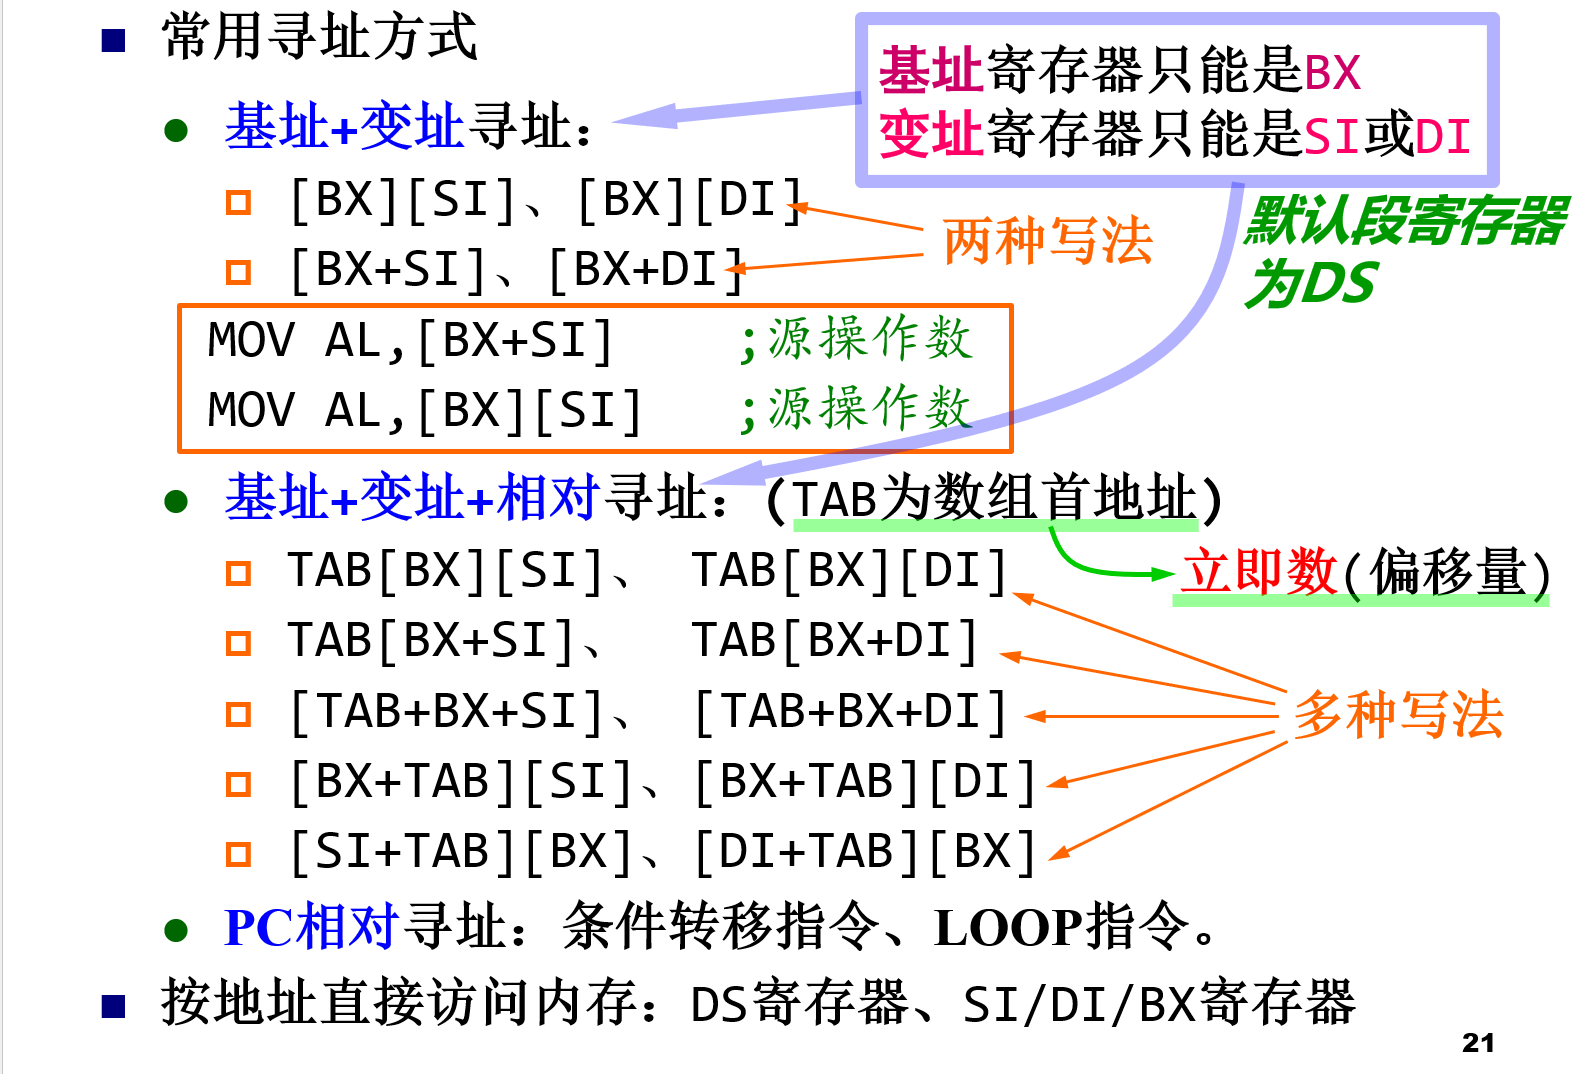 常用寻址方式
基址寄存器只能是BX
变址寄存器只能是SI或DI
基址+变址寻址：
[BX][SI]、[BX][DI]
[BX+SI]、[BX+DI]
两种写法
默认段寄存器
为DS
MOV AL,[BX+SI] ;源操作数
MOV AL,[BX][SI] ;源操作数
基址+变址+相对寻址：(TAB为数组首地址)
立即数(偏移量)
TAB[BX][SI]、 TAB[BX][DI]
TAB[BX+SI]、 TAB[BX+DI]
[TAB+BX+SI]、 [TAB+BX+DI]
[BX+TAB][SI]、[BX+TAB][DI]
[SI+TAB][BX]、[DI+TAB][BX]
多种写法
PC相对寻址：条件转移指令、LOOP指令。
按地址直接访问内存：DS寄存器、SI/DI/BX寄存器
21